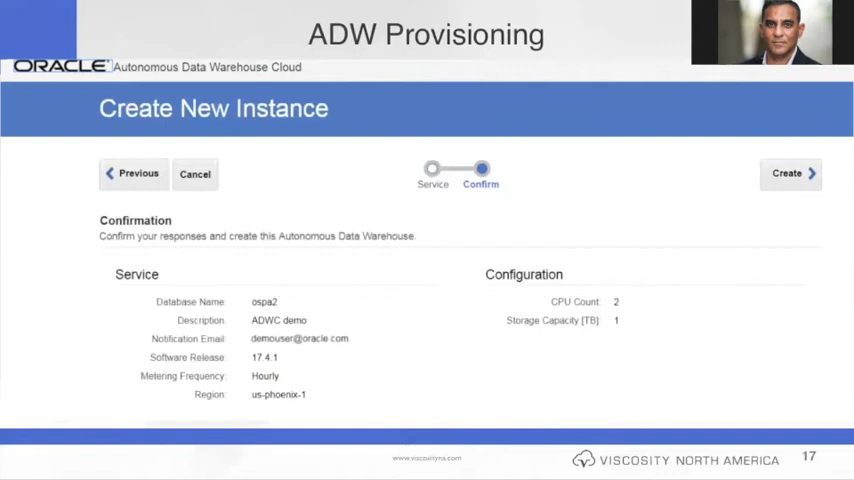 ADW Provisioning
ORACLE Autonomous Data Warehouse Cloud
Create New Instance
Previous
Cancel
Service
Confirm
Create
Confirmation
Confirm your responses and create this Autonomous Data Warehouse.
Service
Database Name: ospa2
Description: ADWC demo
Notification Email: demouser@oracle.com
Software Release: 17.4.1
Metering Frequency: Hourly
Region: us-phoenix-1
Configuration
CPU Count: 2
Storage Capacity [TB] 1
www.viscosityna.com
VISCOSITY NORTH AMERICA
17